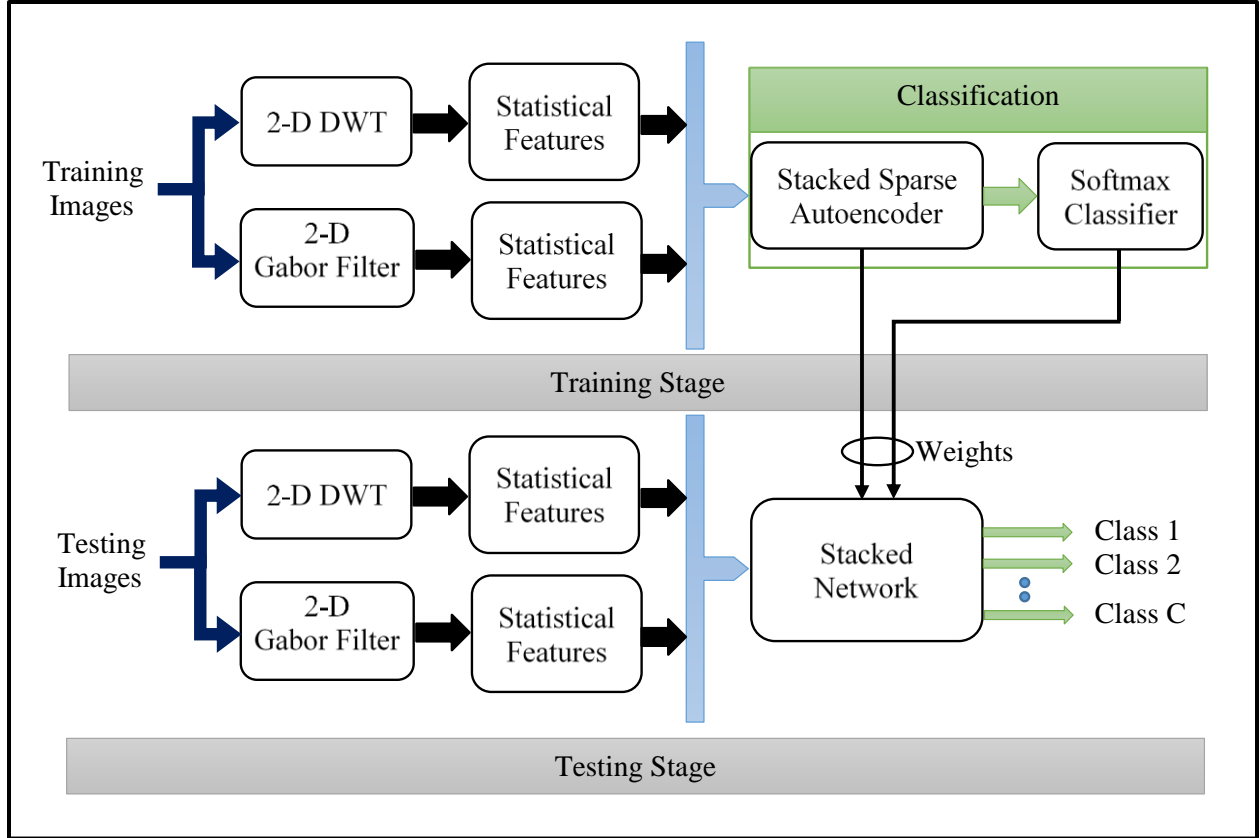 Training
Images
2-D DWT
Statistical
Features
2-D
Gabor Filter
Statistical
Features
Classification
Stacked Sparse
Autoencoder
Softmax
Classifier
Training Stage
Testing
Images
2-D DWT
Statistical
Features
2-D
Gabor Filter
Statistical
Features
Weights
Stacked
Network
Class 1
Class 2
Class C
Testing Stage